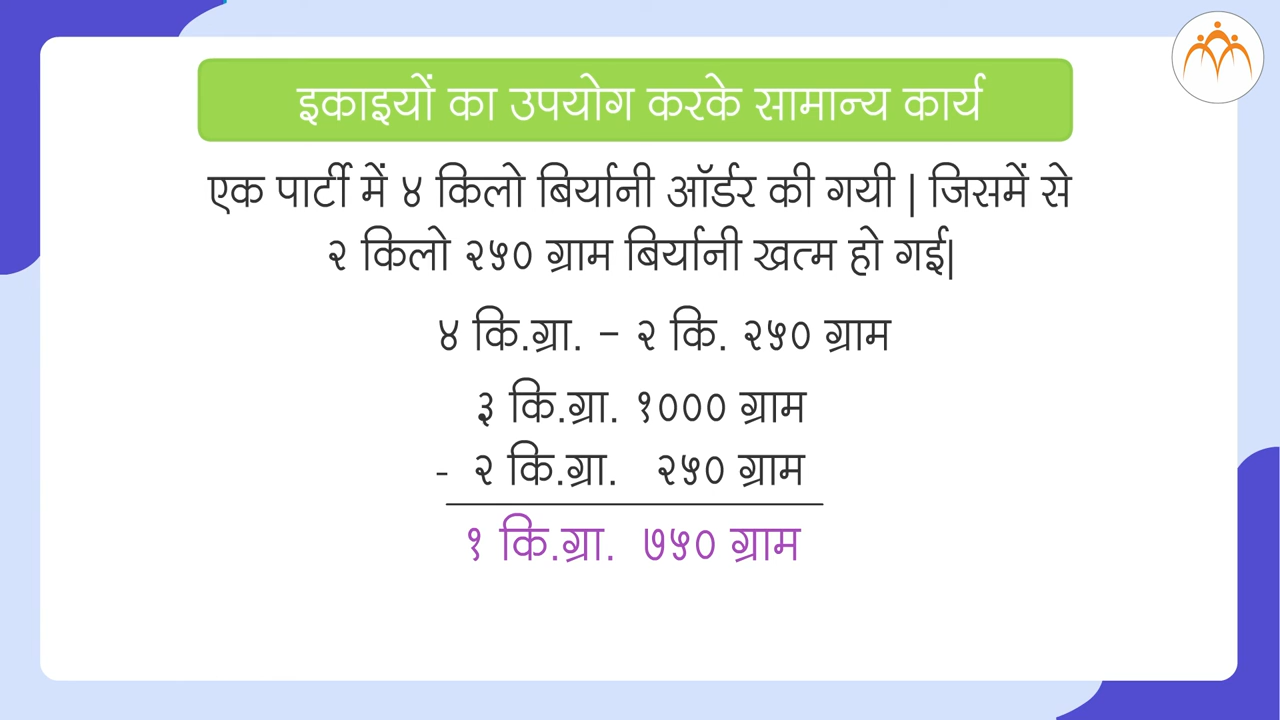 इकाइयों का उपयोग करके सामान्य कार्य
एक पार्टी में ४ किलो बिर्यानी ऑर्डर की गयी | जिसमें से
२ किलो २५० ग्राम बिर्यानी खत्म हो गई|
४ कि.ग्रा. - २ कि. २५० ग्राम
३ कि.ग्रा. १००० ग्राम
- २ कि.ग्रा. २५० ग्राम
१ कि.ग्रा. ७५० ग्राम